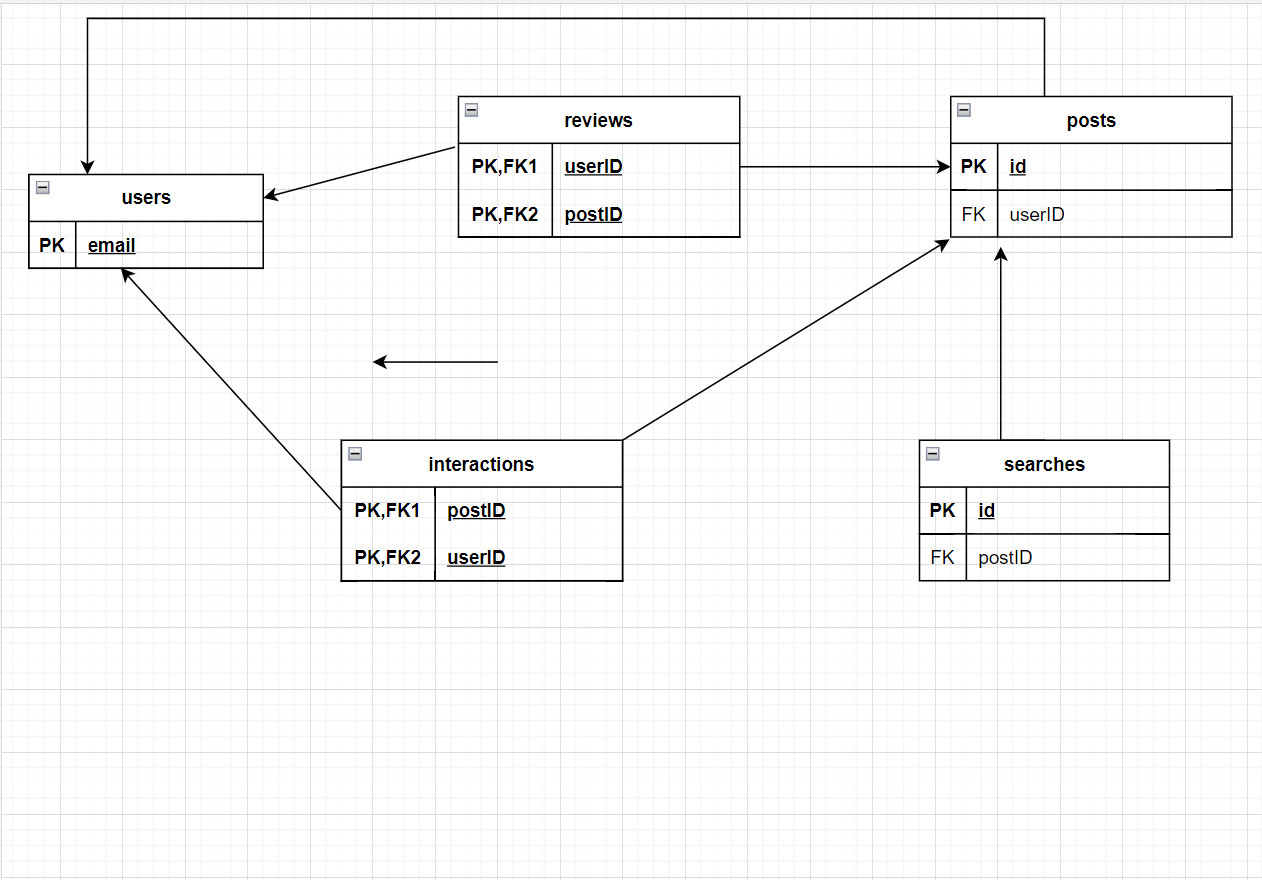 reviews
PK,FK1 userID
PK,FK2 postID
posts
PK id
FK userID
users
PK email
interactions
PK,FK1 postID
PK,FK2 userID
searches
PK id
FK postID